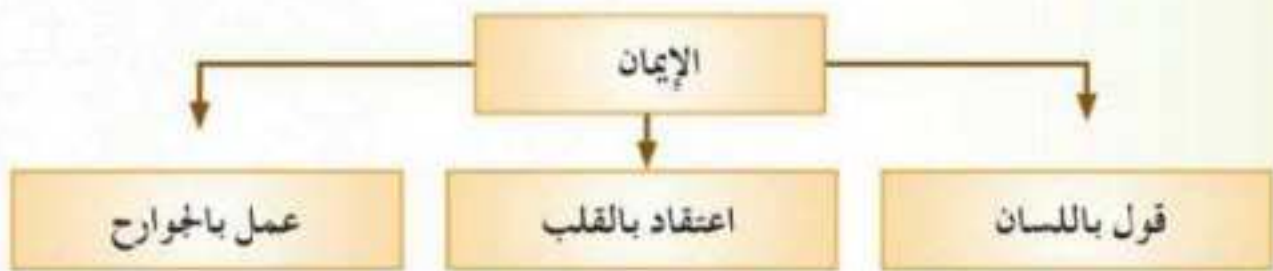 الإيمان
قول باللسان
اعتقاد بالقلب
عمل بالجوارح